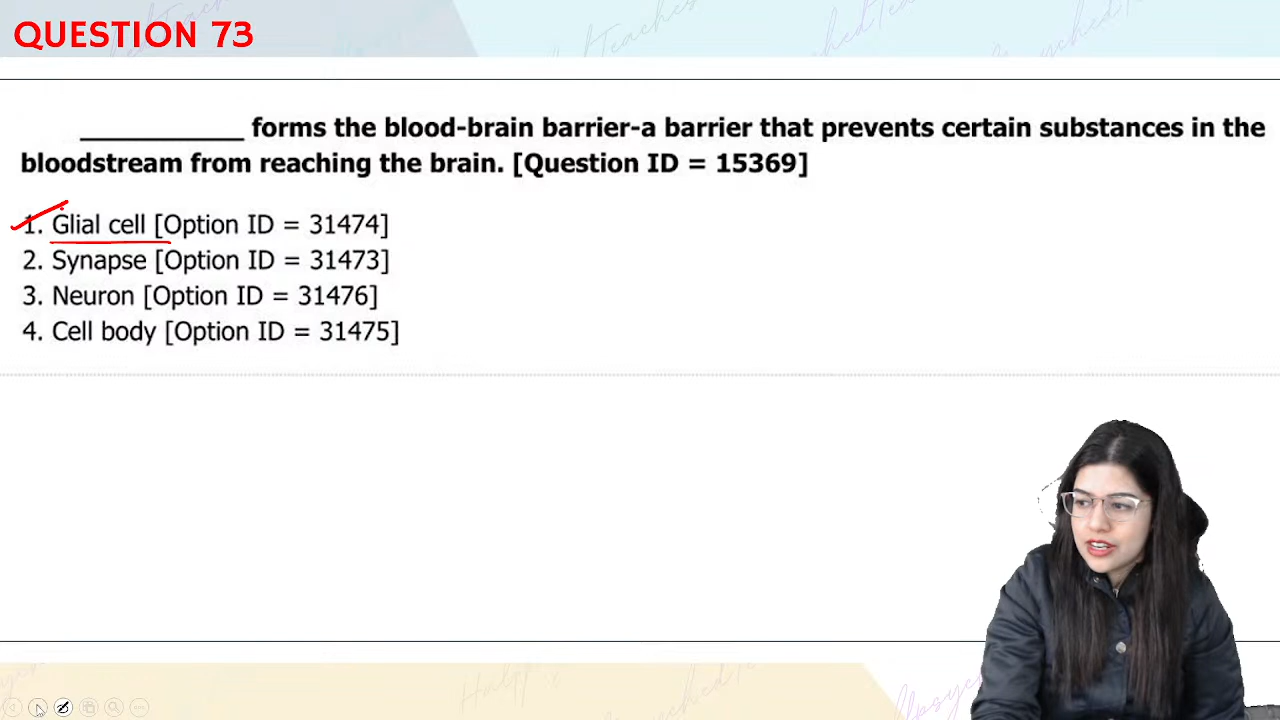 QUESTION 73
__________ forms the blood-brain barrier-a barrier that prevents certain substances in the
bloodstream from reaching the brain. [Question ID = 15369]
1. Glial cell [Option ID = 31474]
2. Synapse [Option ID = 31473]
3. Neuron [Option ID = 31476]
4. Cell body [Option ID = 31475]